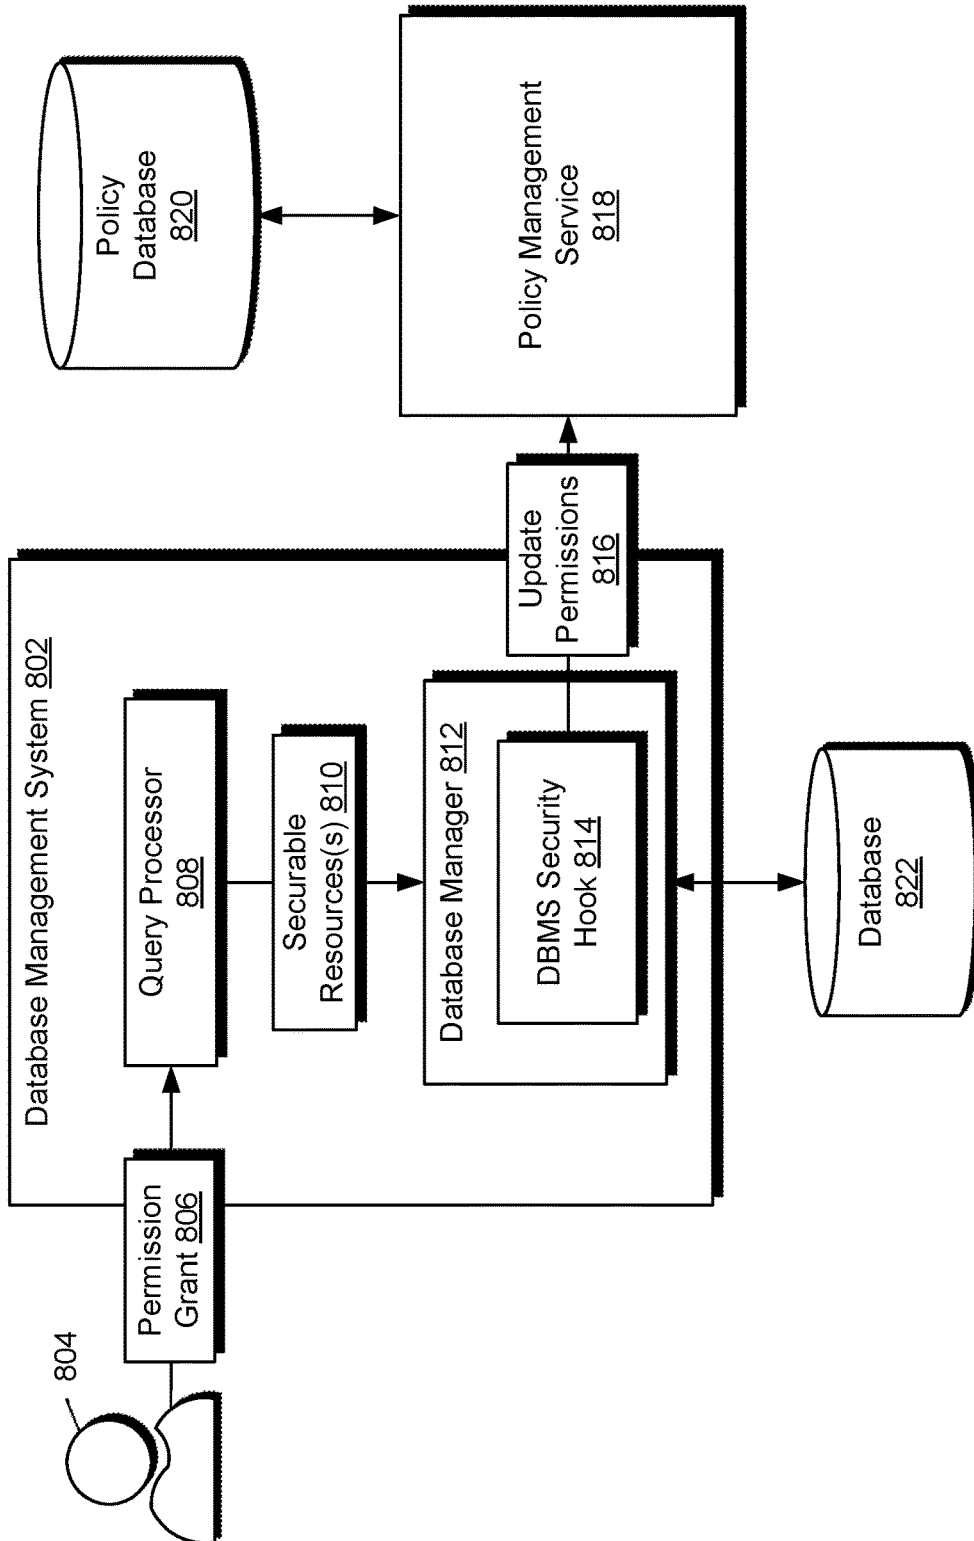 804
Permission
Grant 806
Database Management System 802
Query Processor
808
Securable
Resources(s) 810
Database Manager 812
DBMS Security
Hook 814
Update
Permissions
816
Policy
Database
820
Policy Management
Service
818
Database
822